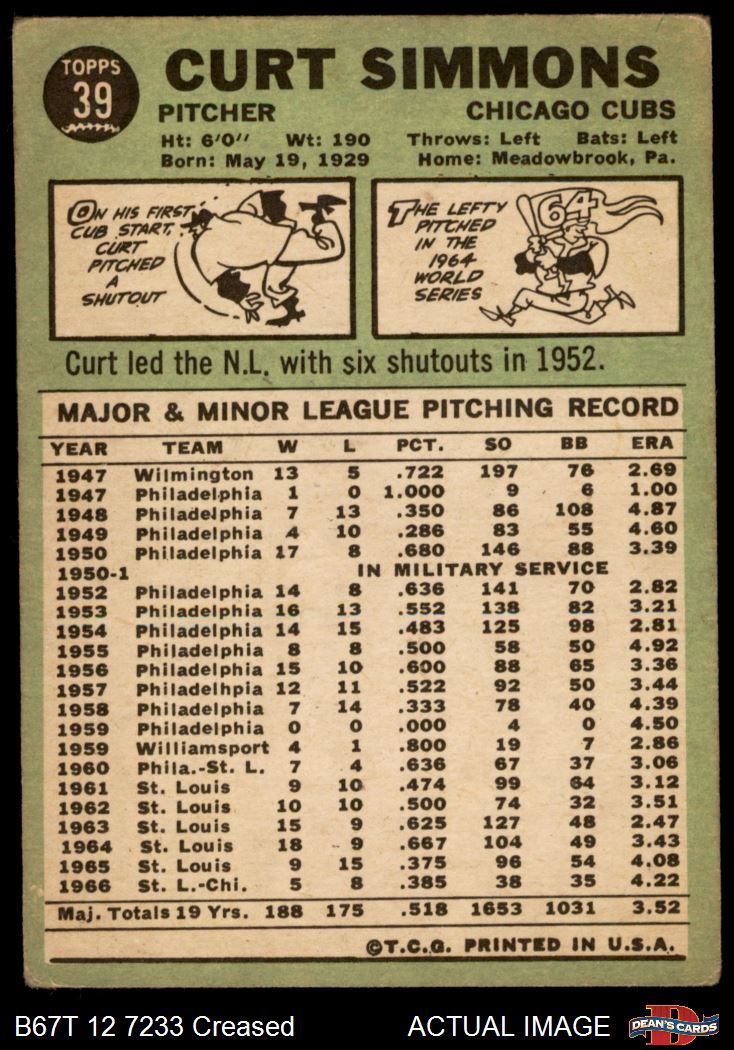 TOPPS
39
CURT SIMMONS
PITCHER CHICAGO CUBS
Ht: 6'0" Wt: 190 Throws: Left Bats: Left
Born: May 19, 1929 Home: Meadowbrook, Pa.
ON HIS FIRST
CUB START,
CURT
PITCHED
A
SHUTOUT
THE LEFTY
PITCHED
IN THE
1964
WORLD
SERIES
64
Curt led the N.L. with six shutouts in 1952.
MAJOR & MINOR LEAGUE PITCHING RECORD
YEAR TEAM W L PCT. SO BB ERA
1947 Wilmington 13 5 .722 197 76 2.69
1947 Philadelphia 1 0 1.000 9 6 1.00
1948 Philadelphia 7 13 .350 86 108 4.87
1949 Philadelphia 4 10 .286 83 55 4.60
1950 Philadelphia 17 8 .680 146 88 3.39
1950-1 IN MILITARY SERVICE
1952 Philadelphia 14 8 .636 141 70 2.82
1953 Philadelphia 16 13 .552 138 82 3.21
1954 Philadelphia 14 15 .483 125 98 2.81
1955 Philadelphia 8 8 .500 58 50 4.92
1956 Philadelphia 15 10 .600 88 65 3.36
1957 Philadelhpia 12 11 .522 92 50 3.44
1958 Philadelphia 7 14 .333 78 40 4.39
1959 Philadelphia 0 0 .000 4 0 4.50
1959 Williamsport 4 1 .800 19 7 2.86
1960 Phila.-St. L. 7 4 .636 67 37 3.06
1961 St. Louis 9 10 .474 99 64 3.12
1962 St. Louis 10 10 .500 74 32 3.51
1963 St. Louis 15 9 .625 127 48 2.47
1964 St. Louis 18 9 .667 104 49 3.43
1965 St. Louis 9 15 .375 96 54 4.08
1966 St. L.-Chi. 5 8 .385 38 35 4.22
Maj. Totals 19 Yrs. 188 175 .518 1653 1031 3.52
©T.C.G. PRINTED IN U.S.A.
B67T 12 7233 Creased ACTUAL IMAGE
DEAN'S CARDS